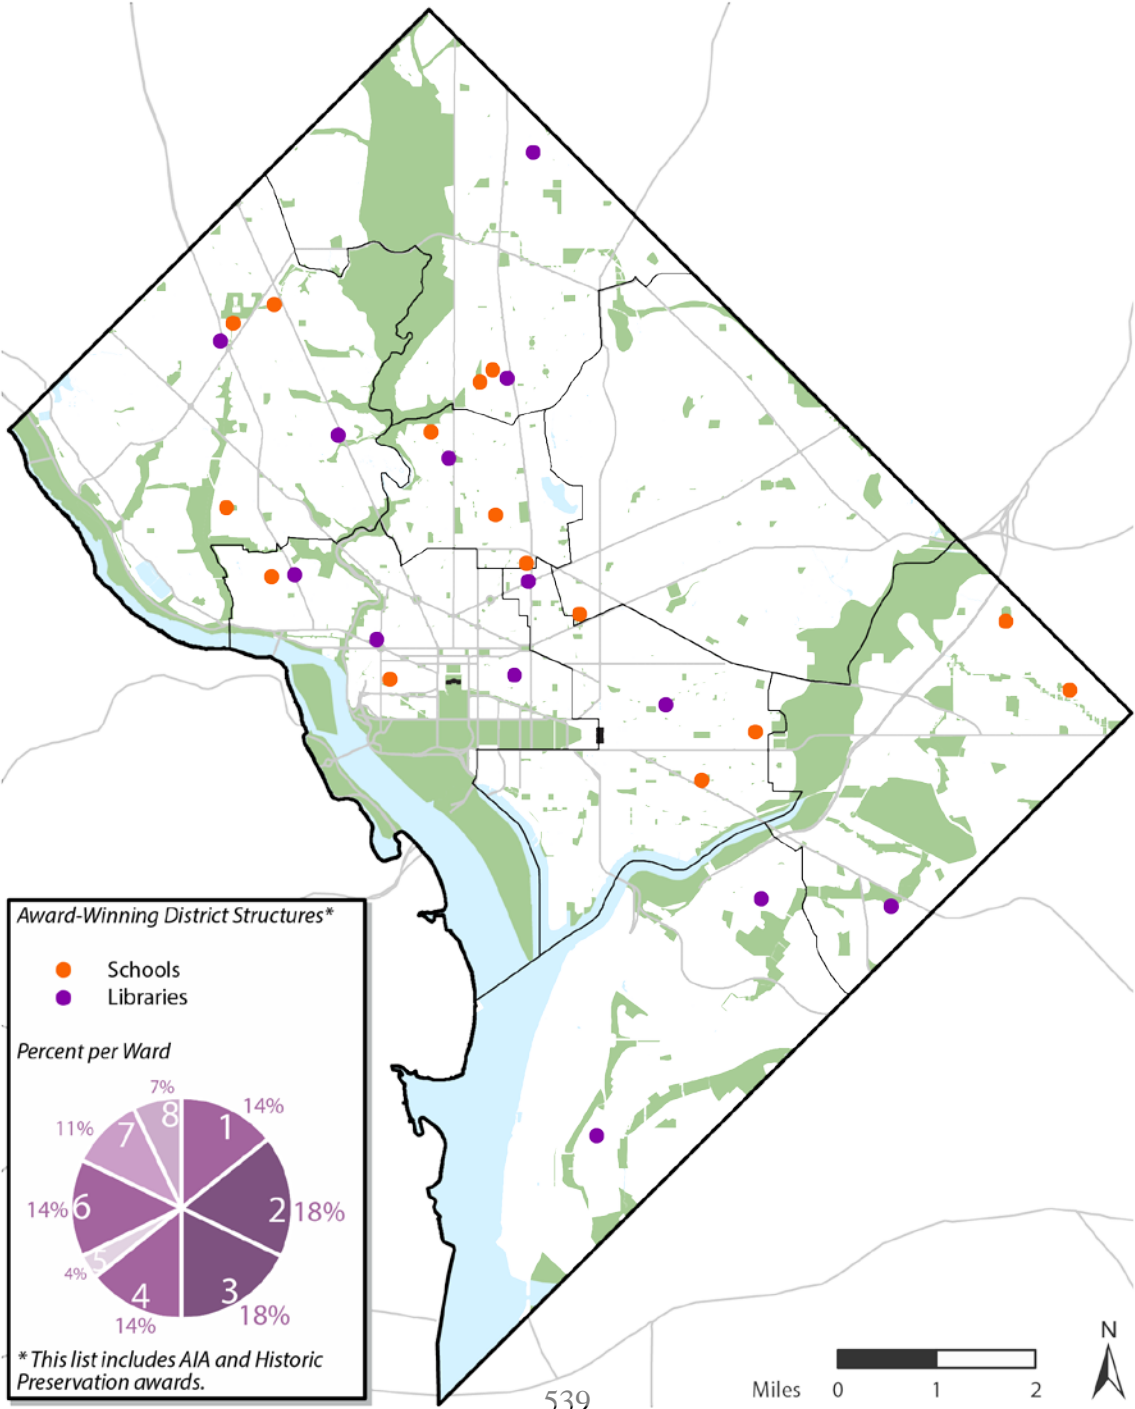 Award-Winning District Structures*
Schools
Libraries
Percent per Ward
7%
8
14%
1
11%
7
14%
6
2
18%
4%
5
4
3
14%
18%
* This list includes AIA and Historic
Preservation awards.
N
Miles 0 1 2
539